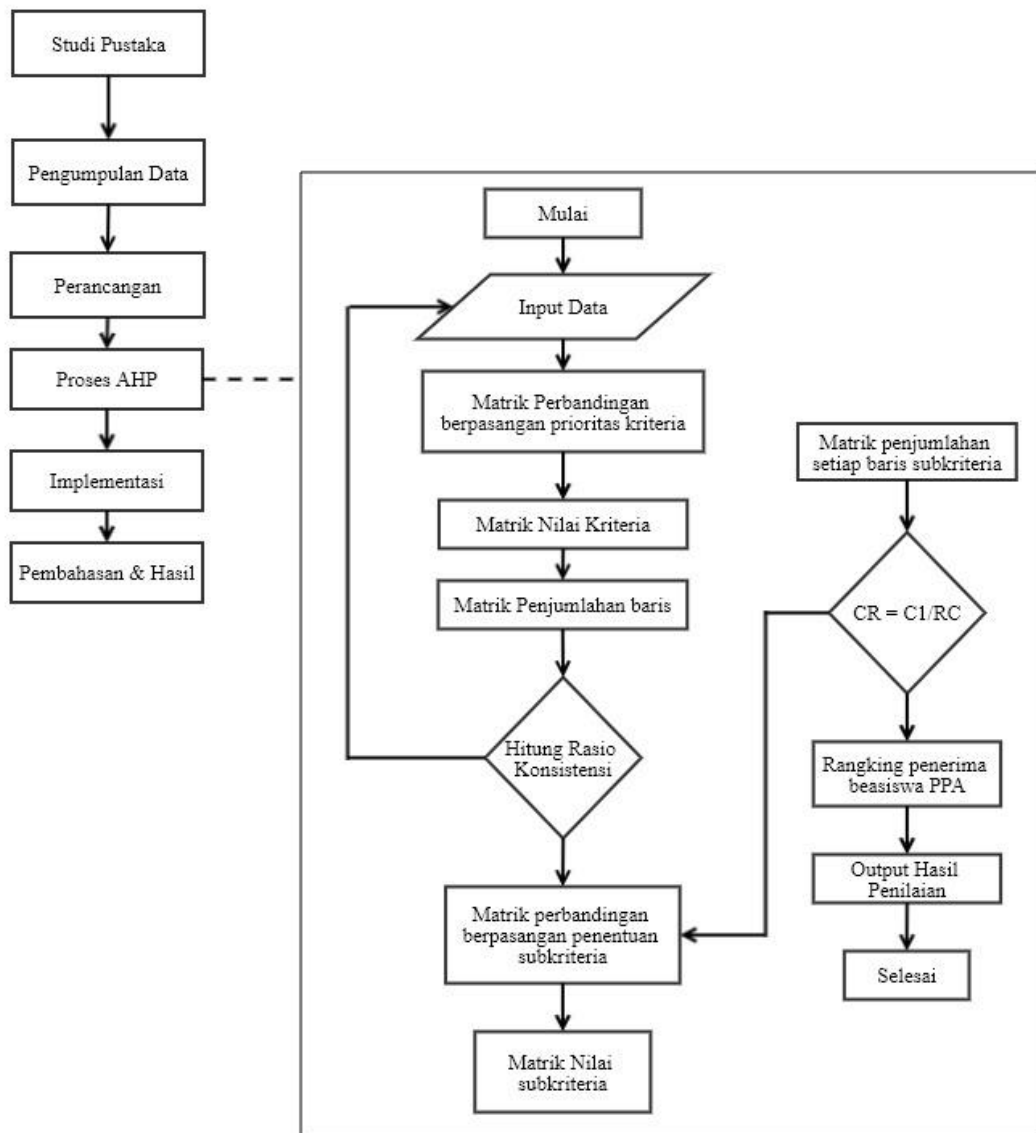 Studi Pustaka
Pengumpulan Data
Perancangan
Proses AHP
Implementasi
Pembahasan & Hasil
Mulai
Input Data
Matrik Perbandingan
berpasangan prioritas kriteria
Matrik Nilai Kriteria
Matrik Penjumlahan baris
Hitung Rasio
Konsistensi
Matrik perbandingan
berpasangan penentuan
subkriteria
Matrik Nilai
subkriteria
Matrik penjumlahan
setiap baris subkriteria
CR = C1/RC
Rangking penerima
beasiswa PPA
Output Hasil
Penilaian
Selesai